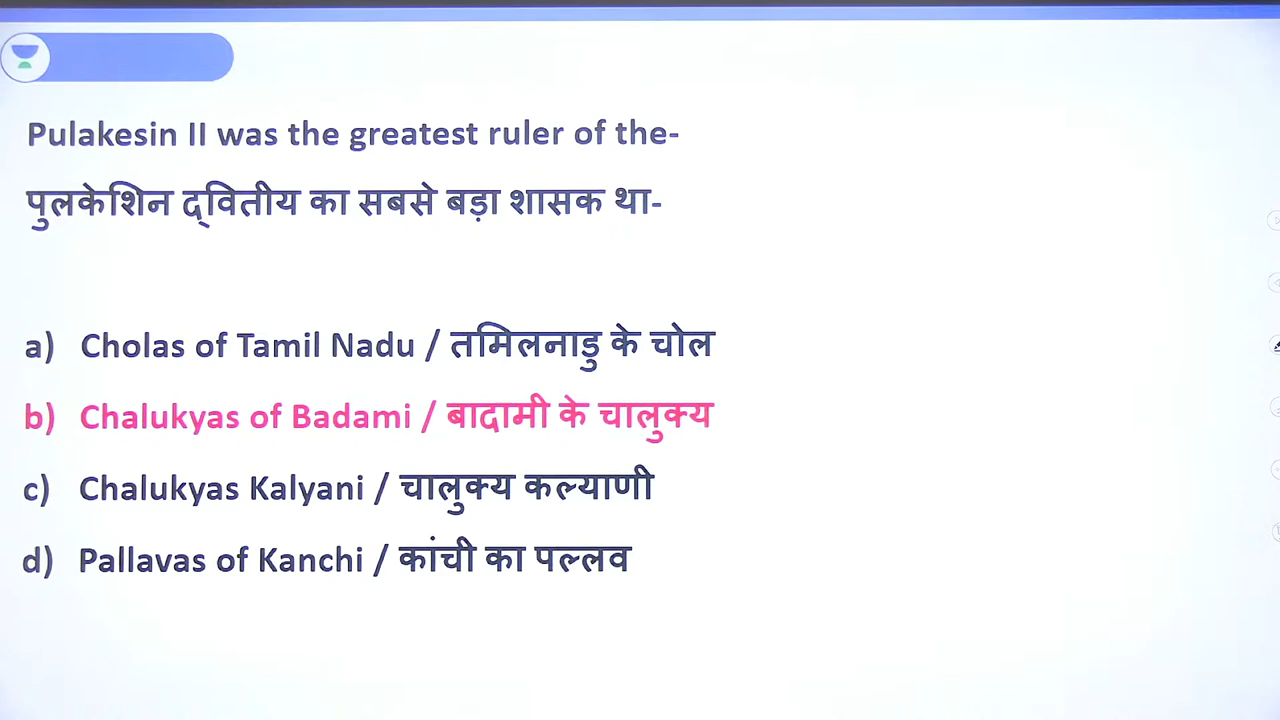 Pulakesin II was the greatest ruler of the-
पुलकेशिन द्वितीय का सबसे बड़ा शासक था-
a) Cholas of Tamil Nadu / तमिलनाडु के चोल
b) Chalukyas of Badami / बादामी के चालुक्य
c) Chalukyas Kalyani / चालुक्य कल्याणी
d) Pallavas of Kanchi / कांची का पल्लव